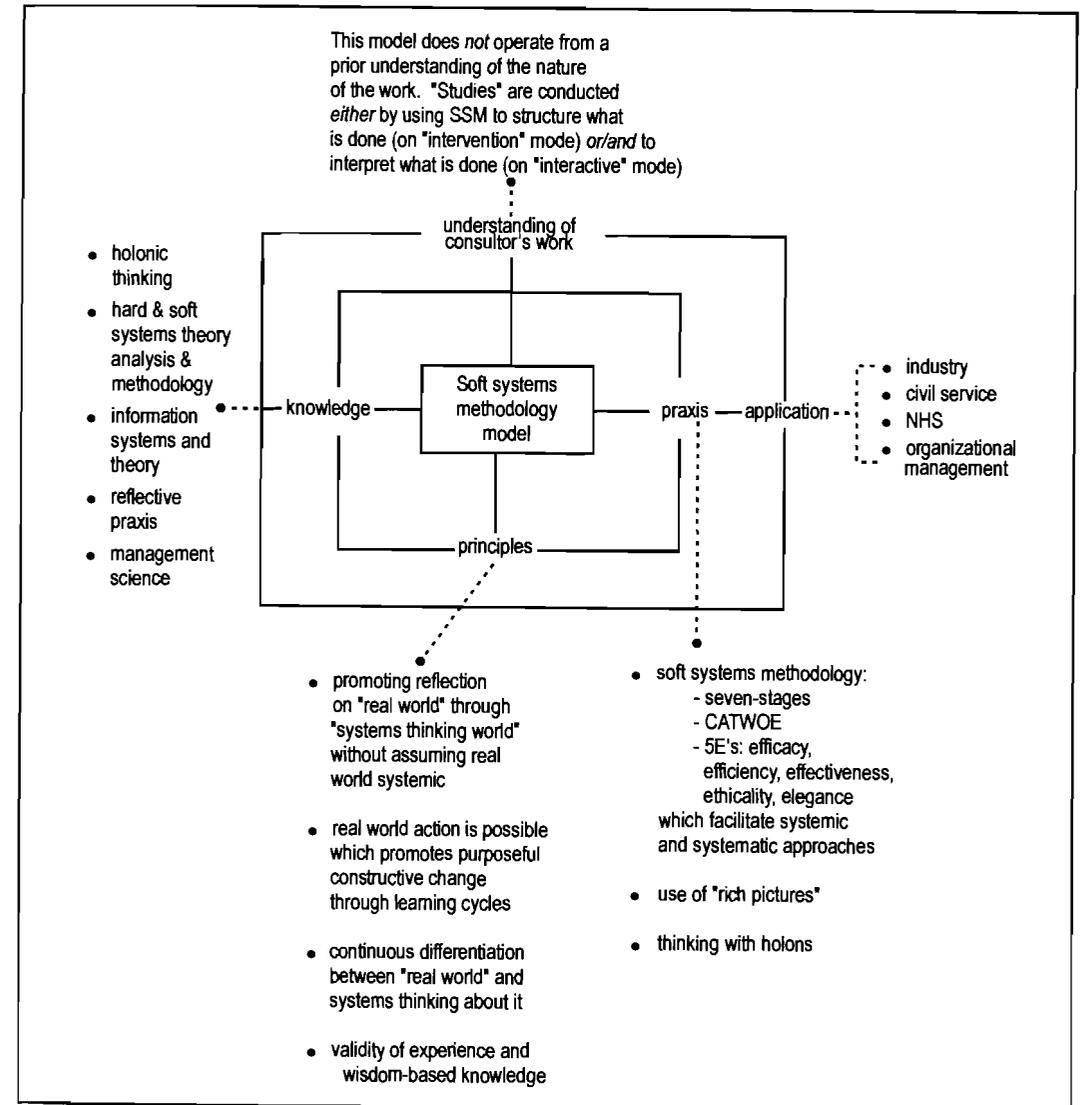 This model does not operate from a
prior understanding of the nature
of the work. "Studies" are conducted
either by using SSM to structure what
is done (on "intervention" mode) or/and to
interpret what is done (on "interactive" mode)
understanding of
consultor's work
● holonic
thinking
● hard & soft
systems theory
analysis &
methodology
● information
systems and
theory
● reflective
praxis
● management
science
knowledge
Soft systems
methodology
model
praxis
application
● industry
● civil service
● NHS
● organizational
management
principles
● promoting reflection
on "real world" through
"systems thinking world"
without assuming real
world systemic
● real world action is possible
which promotes purposeful
constructive change
through learning cycles
● continuous differentiation
between "real world" and
systems thinking about it
● validity of experience and
wisdom-based knowledge
● soft systems methodology:
- seven-stages
- CATWOE
- 5E's: efficacy,
efficiency, effectiveness,
ethicality, elegance
which facilitate systemic
and systematic approaches
● use of "rich pictures"
● thinking with holons